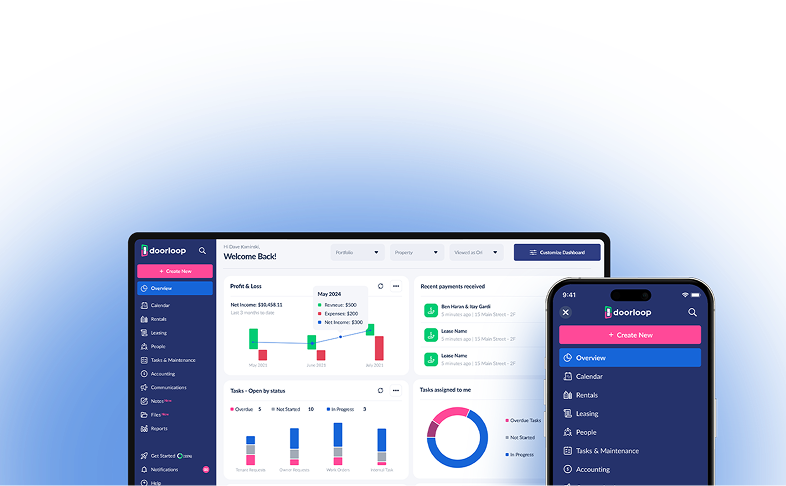 doorloop
+ Create New
Overview
Calendar
Rentals
Leasing
People
Tasks & Maintenance
Accounting
Communications
Notes New
Files New
Reports
Get Started
Notifications
Help
Hi Dave Kaminski,
Welcome Back!
Portfolio
Property
Viewed as On
Customize Dashboard
Profit & Loss
Net Income: $10,458.11
Last 3 months to date
May 2024
Revneue: $500
Expenses: $200
Net Income: $300
May 2021
June 2021
July 2021
Recent payments received
Ben Haran & Itay Gardi
5 minutes ago | 15 Main Street - 2F
Lease Name
5 minutes ago | 15 Main Street - 2F
Lease Name
5 minutes ago | 15 Main Street - 2F
Tasks - Open by status
Overdue 5
Not Started 10
In Progress 3
Tenant Requests
Owner Requests
Work Orders
Internal Task
Tasks assigned to me
Overdue Tasks
Not Started
In Progress
9:41
doorloop
+ Create New
Overview
Calendar
Rentals
Leasing
People
Tasks & Maintenance
Accounting